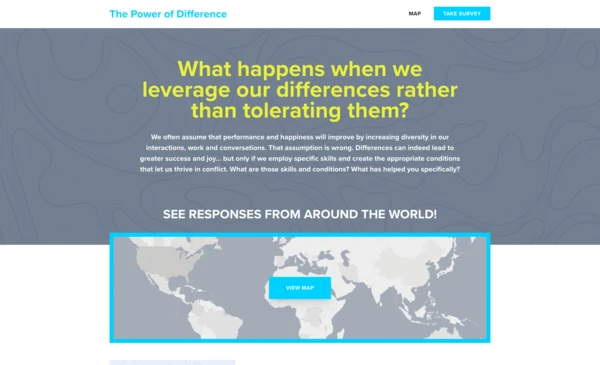 The Power of Difference
MAP
TAKE SURVEY
What happens when we
leverage our differences rather
than tolerating them?
We often assume that performance and happiness will improve by increasing diversity in our
interactions, work and conversations. That assumption is wrong. Differences can indeed lead to
greater success and joy... but only if we employ specific skills and create the appropriate conditions
that let us thrive in conflict. What are those skills and conditions? What has helped you specifically?
SEE RESPONSES FROM AROUND THE WORLD!
VIEW MAP